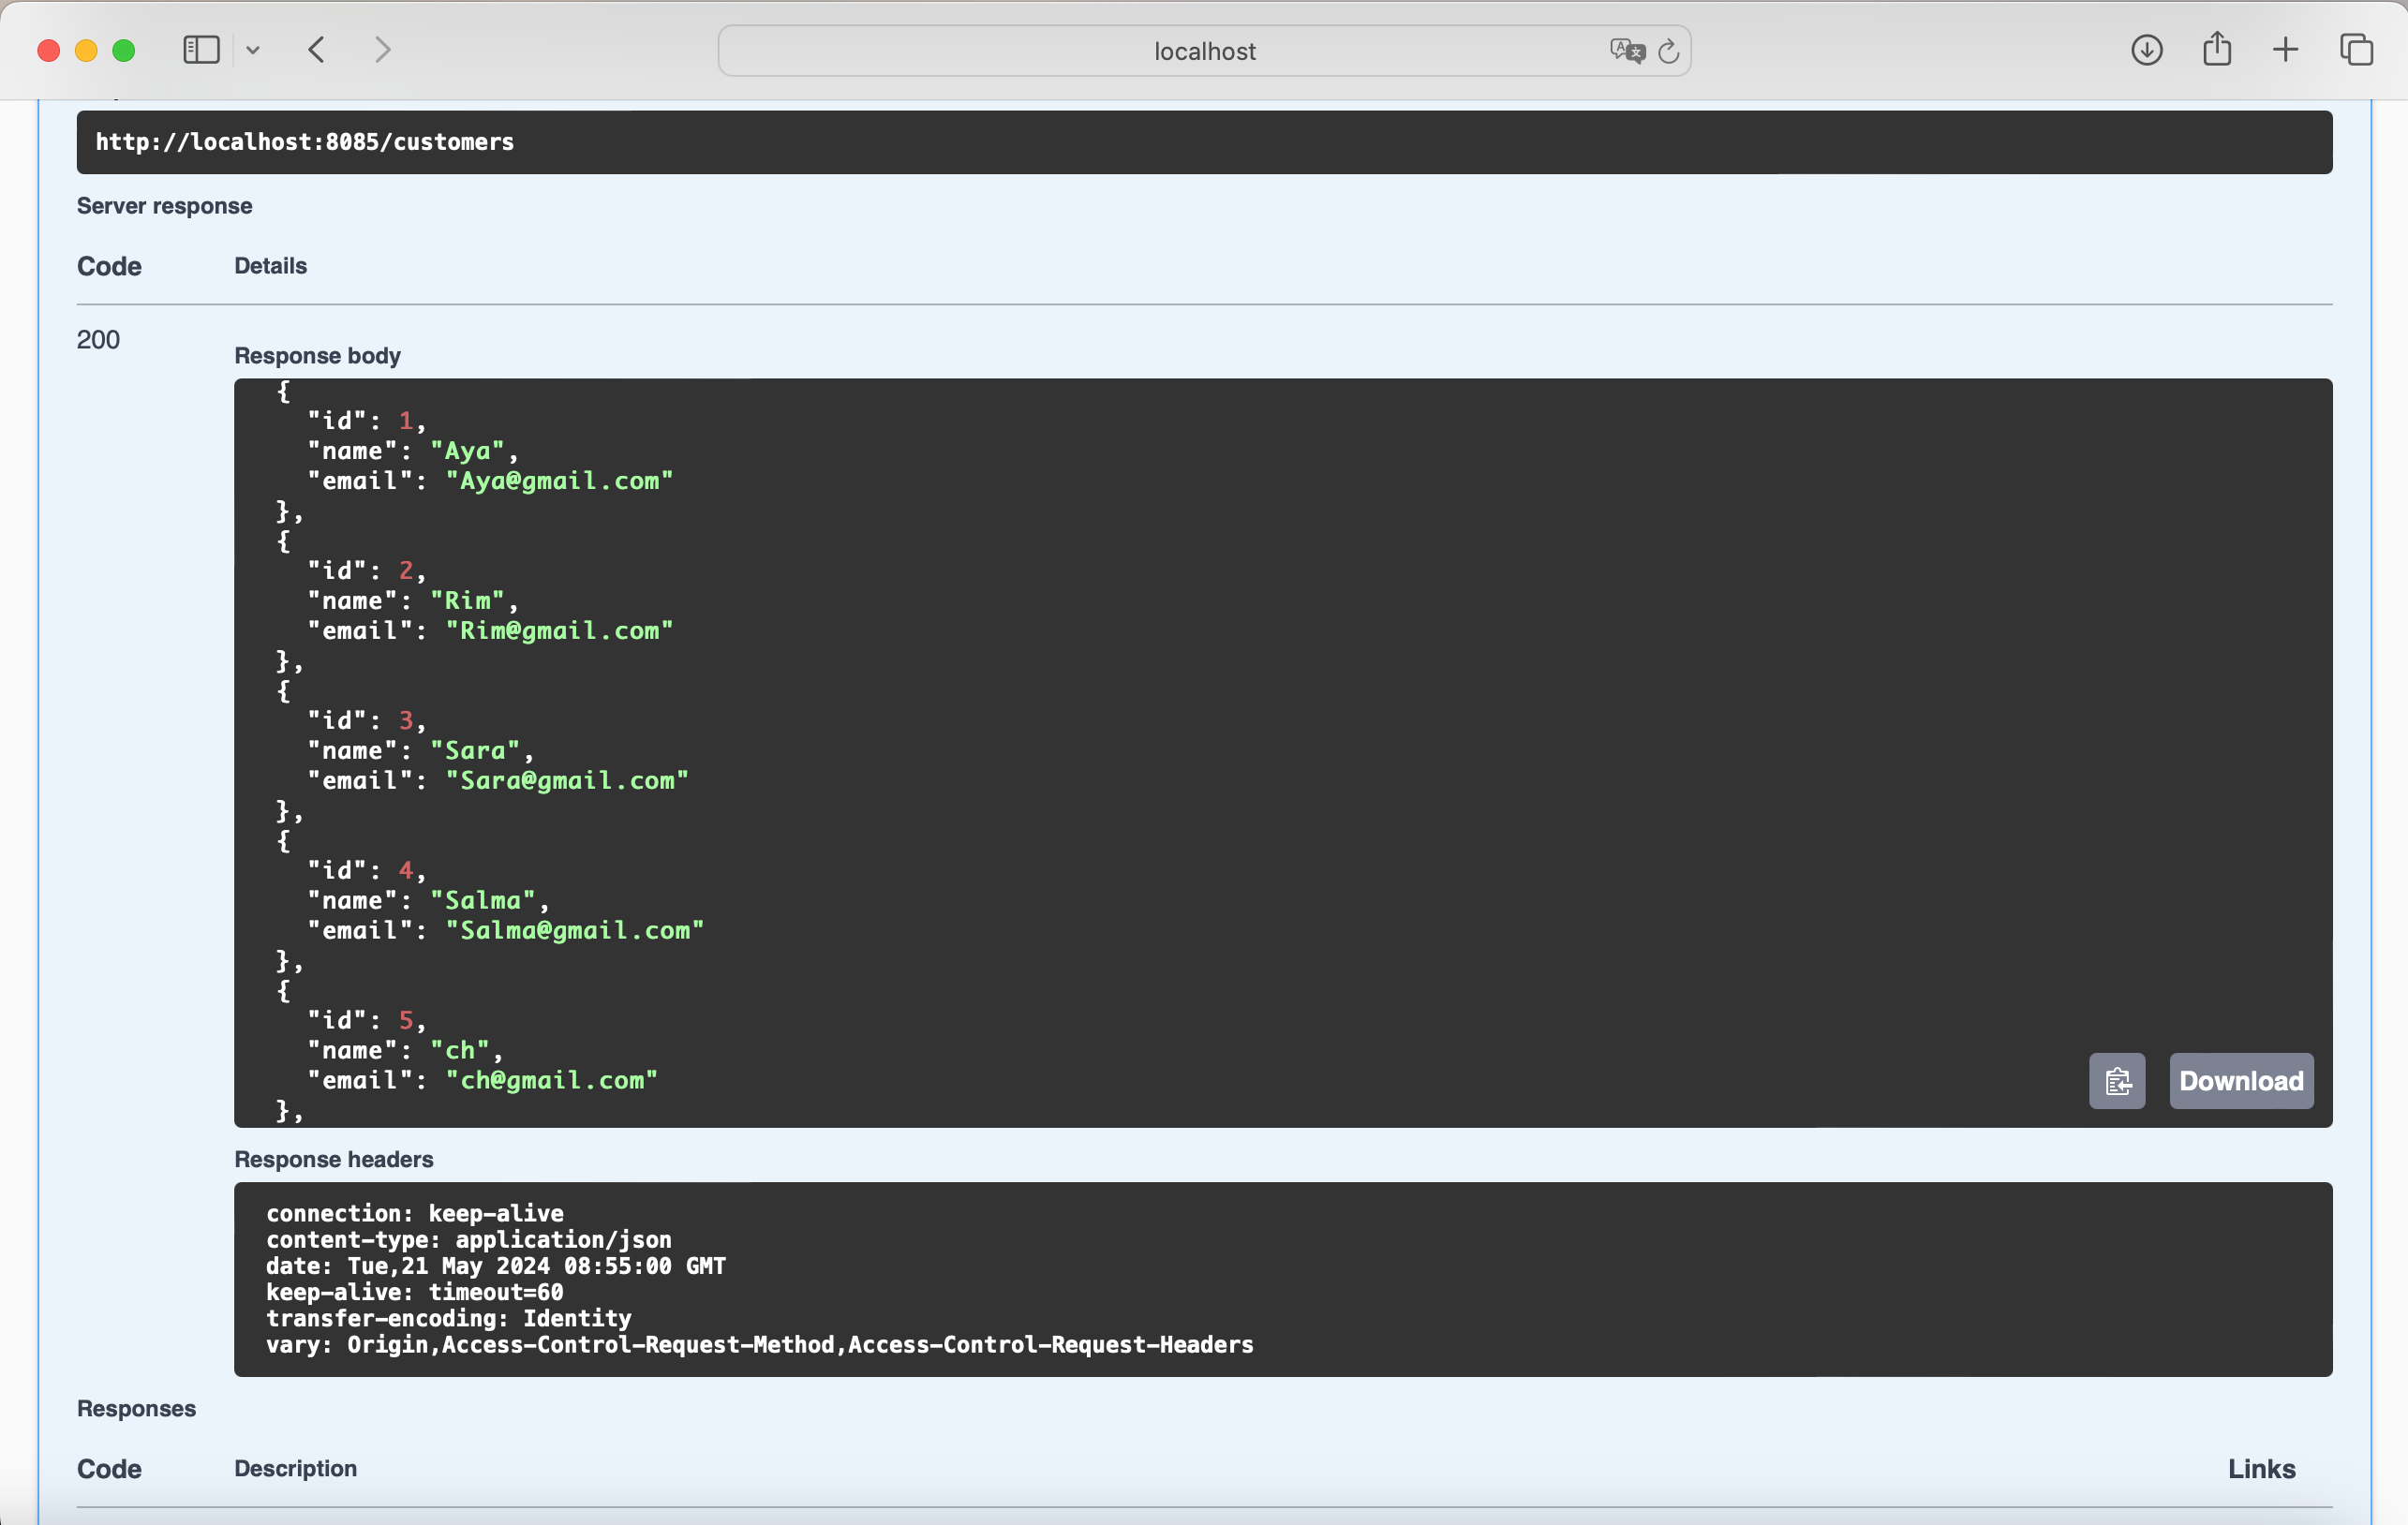 localhost
http://localhost:8085/customers
Server response
Code Details
200
Response body
{
"id": 1,
"name": "Aya",
"email": "Aya@gmail.com"
},
{
"id": 2,
"name": "Rim",
"email": "Rim@gmail.com"
},
{
"id": 3,
"name": "Sara",
"email": "Sara@gmail.com"
},
{
"id": 4,
"name": "Salma",
"email": "Salma@gmail.com"
},
{
"id": 5,
"name": "ch",
"email": "ch@gmail.com"
},
Download
Response headers
connection: keep-alive
content-type: application/json
date: Tue,21 May 2024 08:55:00 GMT
keep-alive: timeout=60
transfer-encoding: Identity
vary: Origin,Access-Control-Request-Method,Access-Control-Request-Headers
Responses
Code Description Links